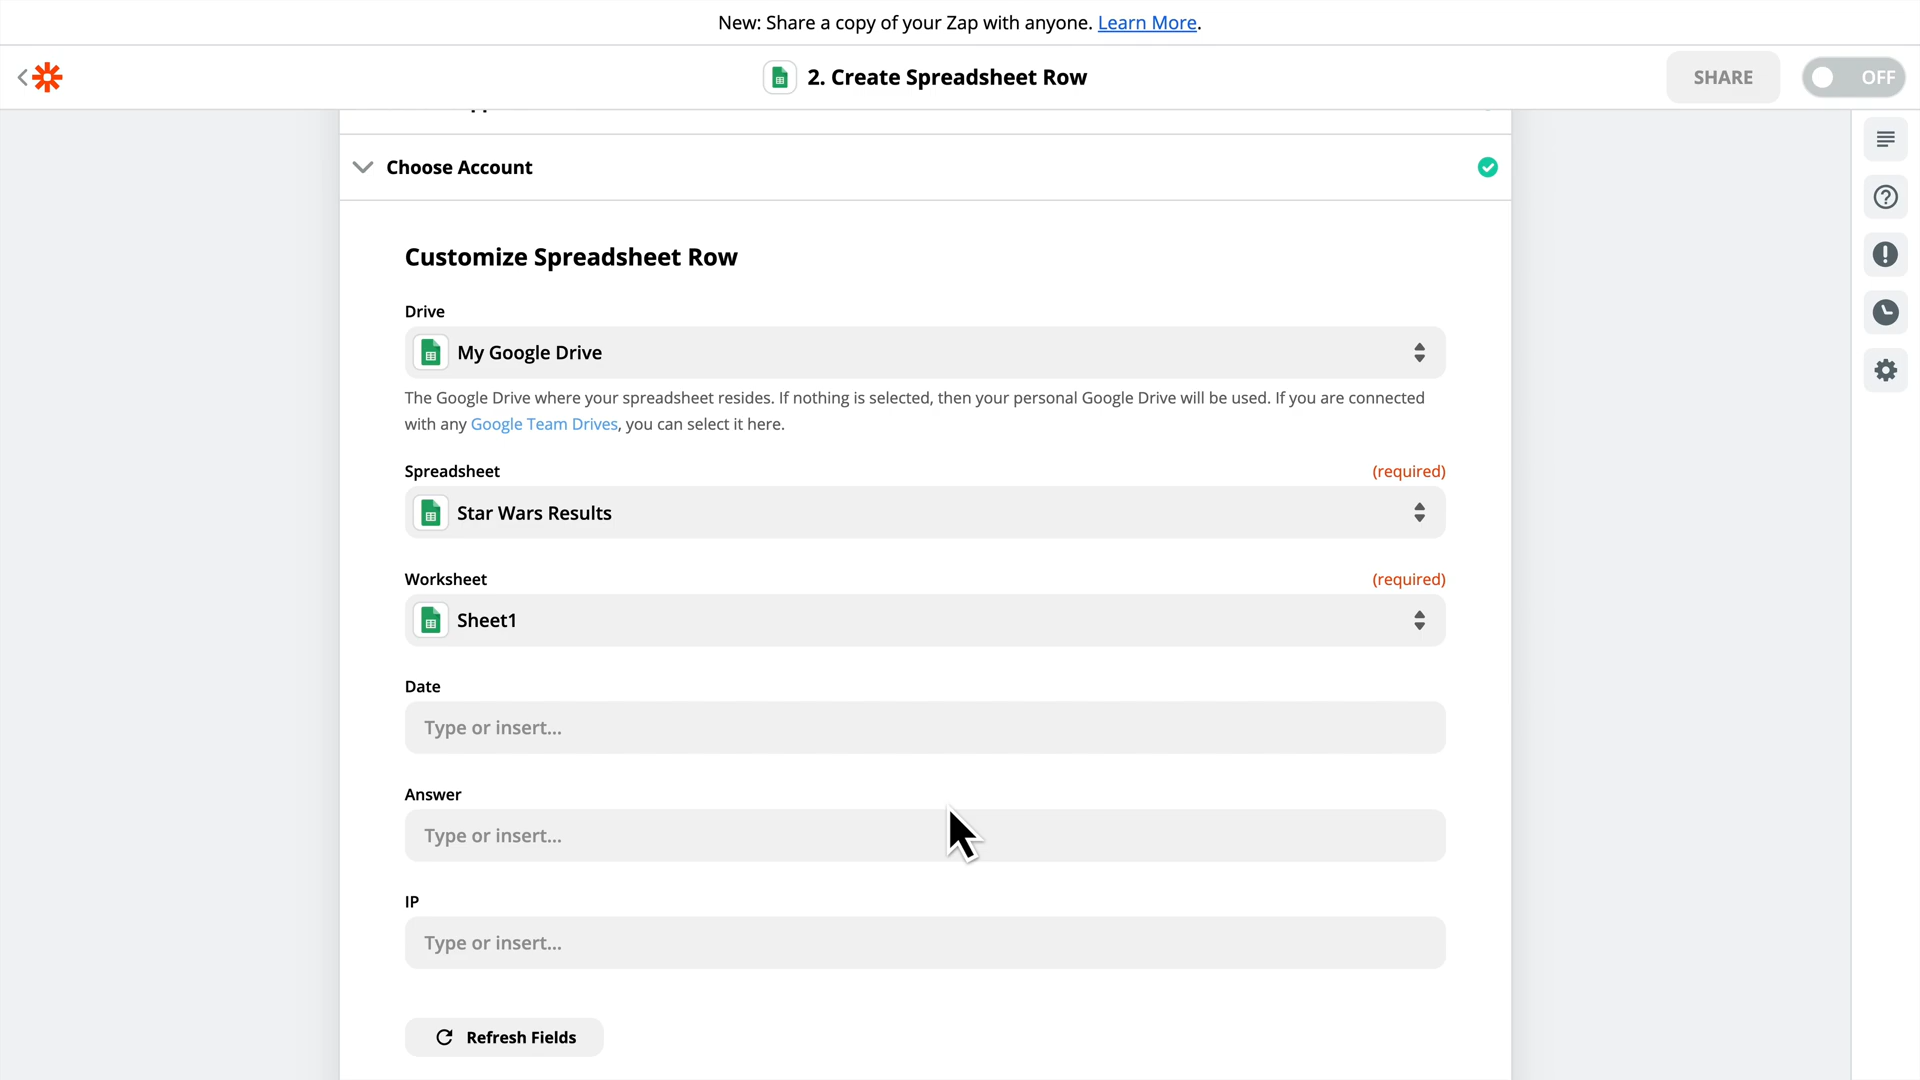 New: Share a copy of your Zap with anyone. Learn More.
2. Create Spreadsheet Row
SHARE
OFF
Choose Account
Customize Spreadsheet Row
Drive
My Google Drive
The Google Drive where your spreadsheet resides. If nothing is selected, then your personal Google Drive will be used. If you are connected
with any Google Team Drives, you can select it here.
Spreadsheet (required)
Star Wars Results
Worksheet (required)
Sheet1
Date
Type or insert...
Answer
Type or insert...
IP
Type or insert...
Refresh Fields